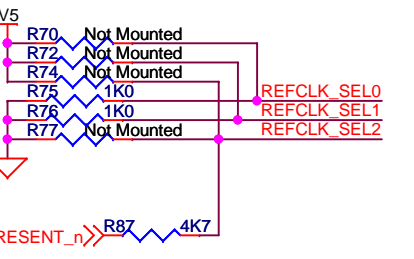 V5
R70 Not Mounted
R72 Not Mounted
R74 Not Mounted
R75 1K0 REFCLK_SEL0
R76 1K0 REFCLK_SEL1
R77 Not Mounted REFCLK_SEL2
RESENT_n R87 4K7